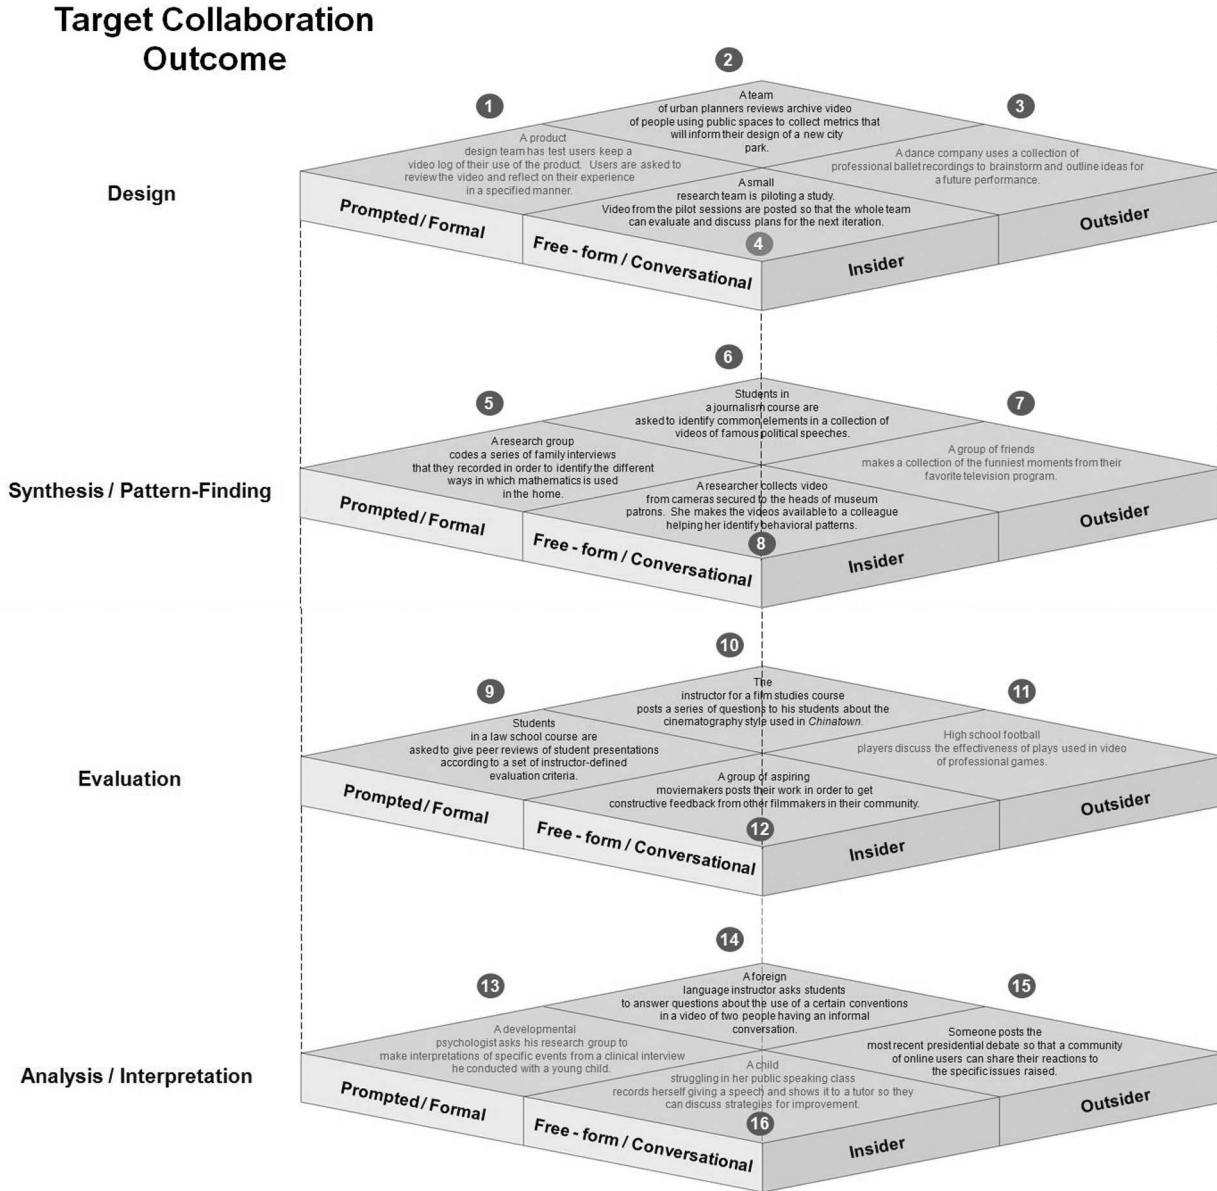 Target Collaboration
Outcome
2
1
3
A team
of urban planners reviews archive video
of people using public spaces to collect metrics that
will inform their design of a new city
park.
A product
design team has test users keep a
video log of their use of the product. Users are asked to
review the video and reflect on their experience
in a specified manner.
A dance company uses a collection of
professional ballet recordings to brainstorm and outline ideas for
a future performance.
Design
A small
research team is piloting a study.
Video from the pilot sessions are posted so that the whole team
can evaluate and discuss plans for the next iteration.
4
Prompted / Formal
Free - form / Conversational
Insider
Outsider
6
5
7
Students in
a journalism course are
asked to identify common elements in a collection of
videos of famous political speeches.
A research group
codes a series of family interviews
that they recorded in order to identify the different
ways in which mathematics is used
in the home.
A group of friends
makes a collection of the funniest moments from their
favorite television program.
Synthesis / Pattern-Finding
A researcher collects video
from cameras secured to the heads of museum
patrons. She makes the videos available to a colleague
helping her identify behavioral patterns.
8
Prompted / Formal
Free - form / Conversational
Insider
Outsider
10
9
11
The
instructor for a film studies course
posts a series of questions to his students about the
cinematography style used in Chinatown.
Students
in a law school course are
asked to give peer reviews of student presentations
according to a set of instructor-defined
evaluation criteria.
High school football
players discuss the effectiveness of plays used in video
of professional games.
Evaluation
A group of aspiring
moviemakers posts their work in order to get
constructive feedback from other filmmakers in their community.
12
Prompted / Formal
Free - form / Conversational
Insider
Outsider
14
13
15
A foreign
language instructor asks students
to answer questions about the use of a certain conventions
in a video of two people having an informal
conversation.
A developmental
psychologist asks his research group to
make interpretations of specific events from a clinical interview
he conducted with a young child.
Someone posts the
most recent presidential debate so that a community
of online users can share their reactions to
the specific issues raised.
Analysis / Interpretation
A child
struggling in her public speaking class
records herself giving a speech and shows it to a tutor so they
can discuss strategies for improvement.
16
Prompted / Formal
Free - form / Conversational
Insider
Outsider